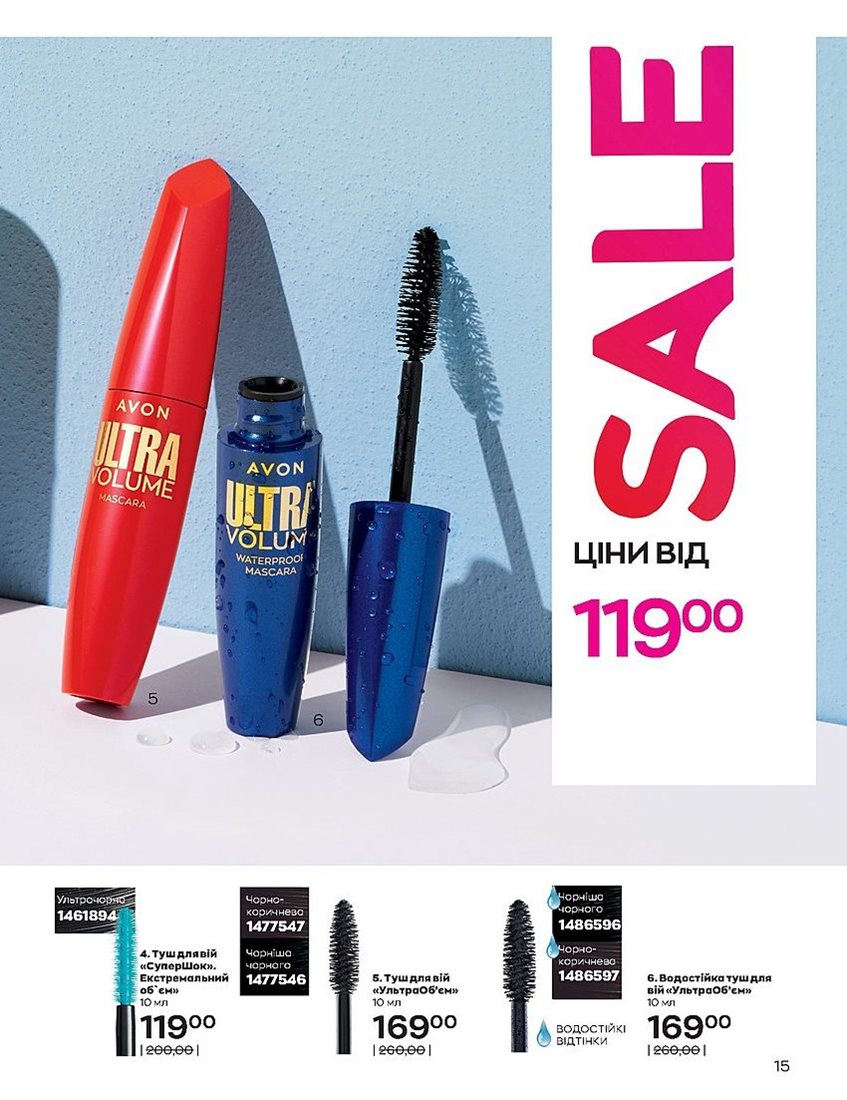 SALE
ЦІНИ ВІД
119⁰⁰
AVON
ULTRA
VOLUME
MASCARA
AVON
ULTRA
VOLUME
WATERPROOF
MASCARA
5
6
Ультрачорна
1461894
4. Туш для вій
«СуперШок».
Екстремальний
об`єм»
10 мл
119⁰⁰
| 200,00 |
Чорно-
коричнева
1477547
Чорніша
чорного
1477546
5. Туш для вій
«УльтраОб'єм»
10 мл
169⁰⁰
| 260,00 |
Чорніша
чорного
1486596
Чорно-
коричнева
1486597
ВОДОСТІЙКІ
ВІДТІНКИ
6. Водостійка туш для
вій «УльтраОб'єм»
10 мл
169⁰⁰
| 260,00 |
15